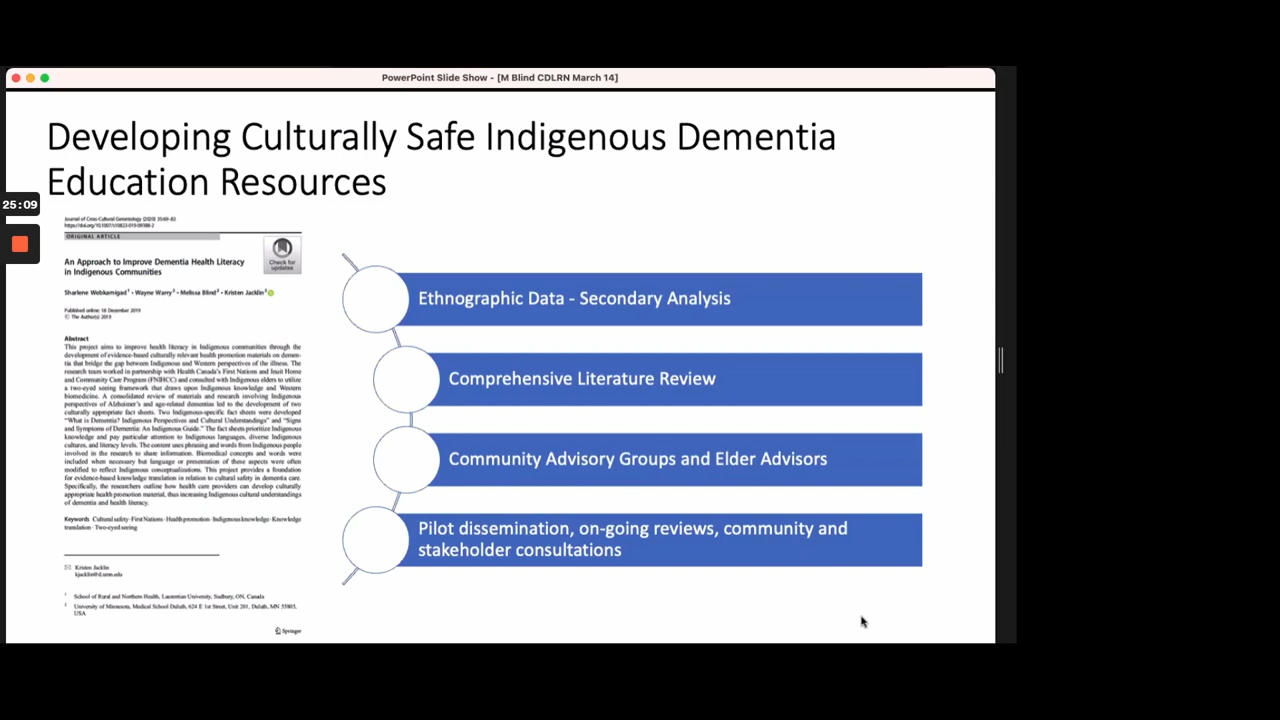 PowerPoint Slide Show - [M Blind CDLRN March 14]
Developing Culturally Safe Indigenous Dementia
Education Resources
25:09
Journal of Cross-Cultural Gerontology (2020) 35:69–83
https://doi.org/10.1007/s10823-019-09388-2
ORIGINAL ARTICLE
Check for
updates
An Approach to Improve Dementia Health Literacy
in Indigenous Communities
Sharlene Webkamigad1 · Wayne Warry2 · Melissa Blind2 · Kristen Jacklin2
Published online: 18 December 2019
© The Author(s) 2019
Abstract
This project aims to improve health literacy in Indigenous communities through the
development of evidence-based culturally relevant health promotion materials on demen-
tia that bridge the gap between Indigenous and Western perspectives of the illness. The
research team worked in partnership with Health Canada's First Nations and Inuit Home
and Community Care Program (FNIHCC) and consulted with Indigenous elders to utilize
a two-eyed seeing framework that draws upon Indigenous knowledge and Western
biomedicine. A consolidated review of materials and research involving Indigenous
perspectives of Alzheimer's and age-related dementias led to the development of two
culturally appropriate fact sheets. Two Indigenous-specific fact sheets were developed
"What is Dementia? Indigenous Perspectives and Cultural Understandings" and "Signs
and Symptoms of Dementia: An Indigenous Guide." The fact sheets prioritize Indigenous
knowledge and pay particular attention to Indigenous languages, diverse Indigenous
cultures, and literacy levels. The content uses phrasing and words from Indigenous people
involved in the research to share information. Biomedical concepts and words were
included when necessary but language or presentation of these aspects were often
modified to reflect Indigenous conceptualizations. This project provides a foundation
for evidence-based knowledge translation in relation to cultural safety in dementia care.
Specifically, the researchers outline how health care providers can develop culturally
appropriate health promotion material, thus increasing Indigenous cultural understandings
of dementia and health literacy.
Keywords Cultural safety · First Nations · Health promotion · Indigenous knowledge · Knowledge
translation · Two-eyed seeing
Kristen Jacklin
kjacklin@d.umn.edu
1 School of Rural and Northern Health, Laurentian University, Sudbury, ON, Canada
2 University of Minnesota, Medical School Duluth, 624 E 1st Street, Unit 201, Duluth, MN 55805,
USA
Springer
Ethnographic Data - Secondary Analysis
Comprehensive Literature Review
Community Advisory Groups and Elder Advisors
Pilot dissemination, on-going reviews, community and
stakeholder consultations